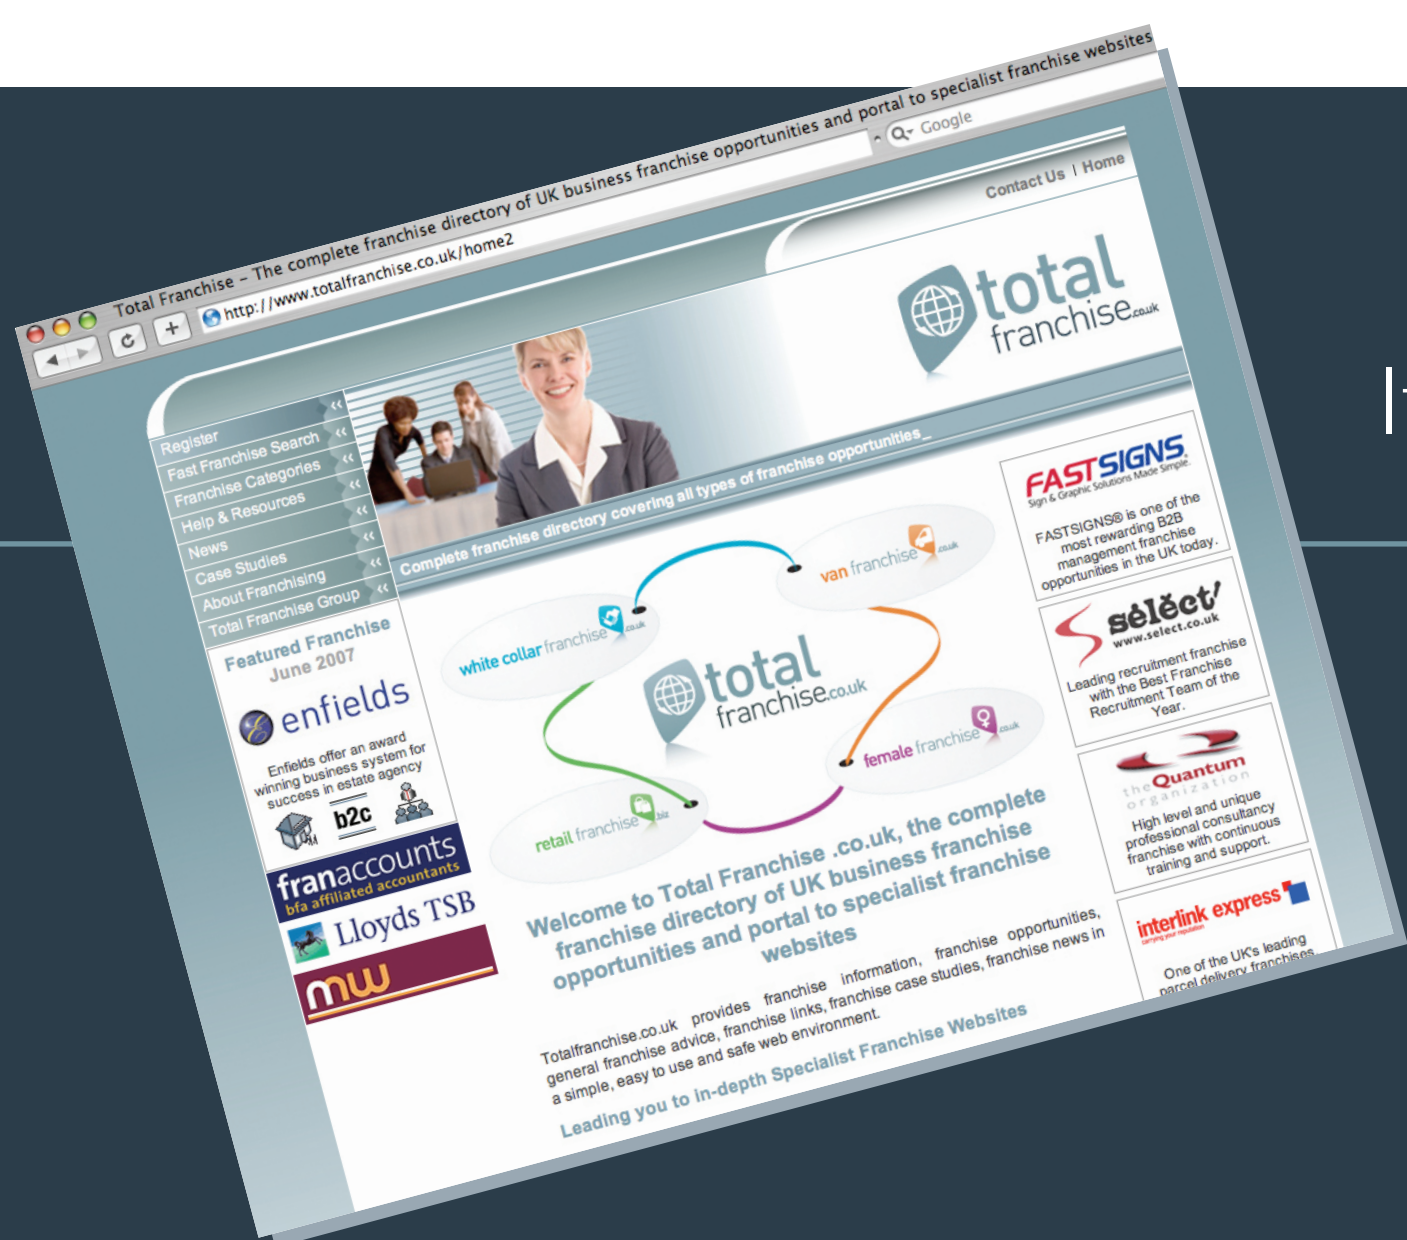 Total Franchise – The complete franchise directory of UK business franchise opportunities and portal to specialist franchise websites
http://www.totalfranchise.co.uk/home2
Google
Contact Us | Home
total
franchise.co.uk
Register
Fast Franchise Search
Franchise Categories
Help & Resources
News
Case Studies
About Franchising
Total Franchise Group
Complete franchise directory covering all types of franchise opportunities_
Featured Franchise
June 2007
enfields
Enfields offer an award
winning business system for
success in estate agency
b2c
franaccounts
bfa affiliated accountants
Lloyds TSB
mw
white collar franchise.co.uk
van franchise.co.uk
total
franchise.co.uk
female franchise.co.uk
retail franchise.biz
Welcome to Total Franchise .co.uk, the complete
franchise directory of UK business franchise
opportunities and portal to specialist franchise
websites
Totalfranchise.co.uk provides franchise information, franchise opportunities,
general franchise advice, franchise links, franchise case studies, franchise news in
a simple, easy to use and safe web environment.
Leading you to in-depth Specialist Franchise Websites
FASTSIGNS.
Sign & Graphic Solutions Made Simple.
FASTSIGNS® is one of the
most rewarding B2B
management franchise
opportunities in the UK today.
sėlěct!
www.select.co.uk
Leading recruitment franchise
with the Best Franchise
Recruitment Team of the
Year.
the Quantum
organization
High level and unique
professional consultancy
franchise with continuous
training and support.
interlink express
carrying your reputation
One of the UK's leading
parcel delivery franchises.